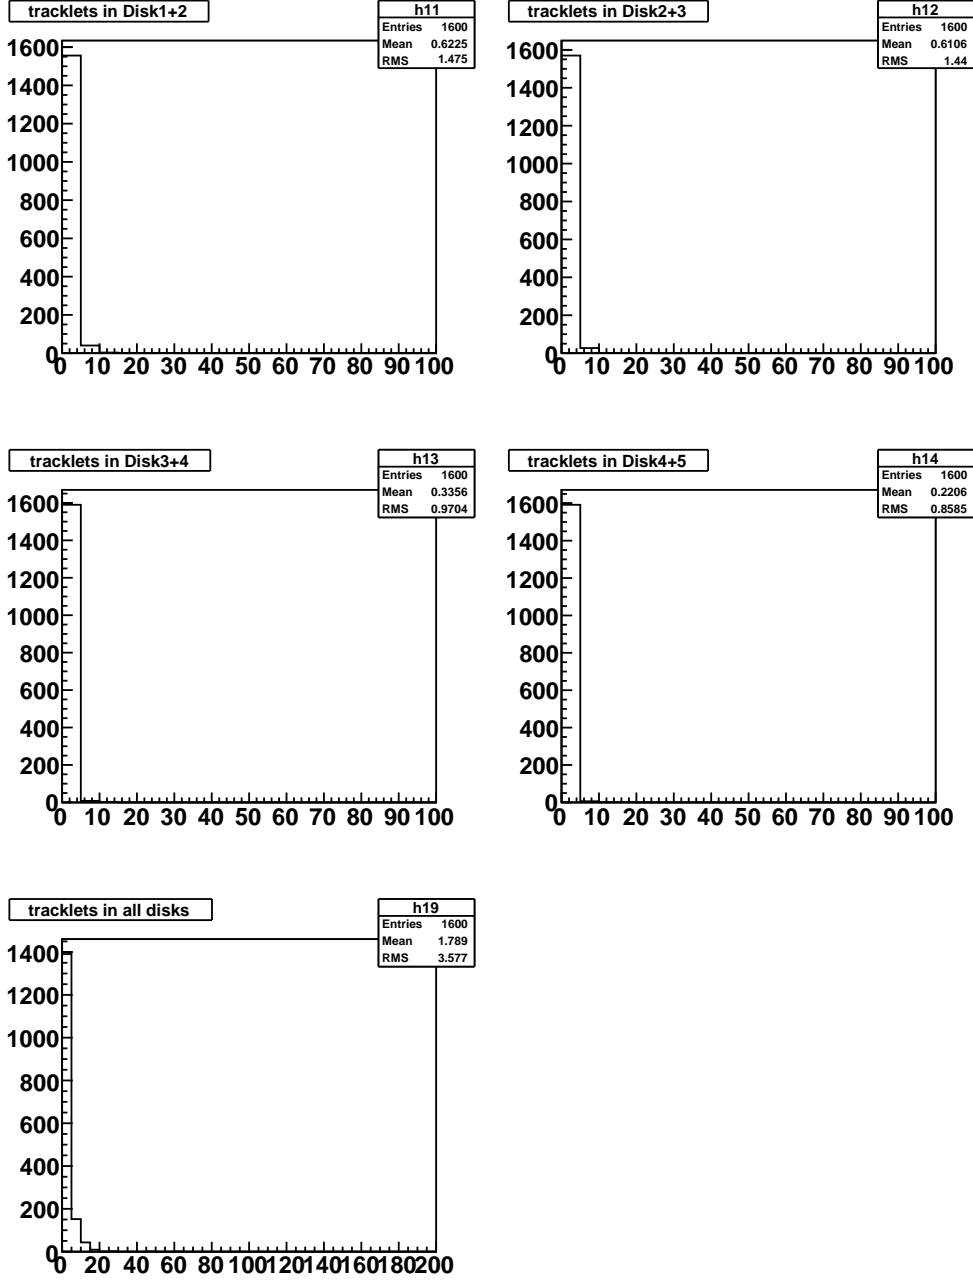 tracklets in Disk1+2
h11
Entries 1600
Mean 0.6225
RMS 1.475
1600
1400
1200
1000
800
600
400
200
0
0 10 20 30 40 50 60 70 80 90 100
tracklets in Disk2+3
h12
Entries 1600
Mean 0.6106
RMS 1.44
1600
1400
1200
1000
800
600
400
200
0
0 10 20 30 40 50 60 70 80 90 100
tracklets in Disk3+4
h13
Entries 1600
Mean 0.3356
RMS 0.9704
1600
1400
1200
1000
800
600
400
200
0
0 10 20 30 40 50 60 70 80 90 100
tracklets in Disk4+5
h14
Entries 1600
Mean 0.2206
RMS 0.8585
1600
1400
1200
1000
800
600
400
200
0
0 10 20 30 40 50 60 70 80 90 100
tracklets in all disks
h19
Entries 1600
Mean 1.789
RMS 3.577
1400
1200
1000
800
600
400
200
0
0 20 40 60 80 100 120 140 160 180 200